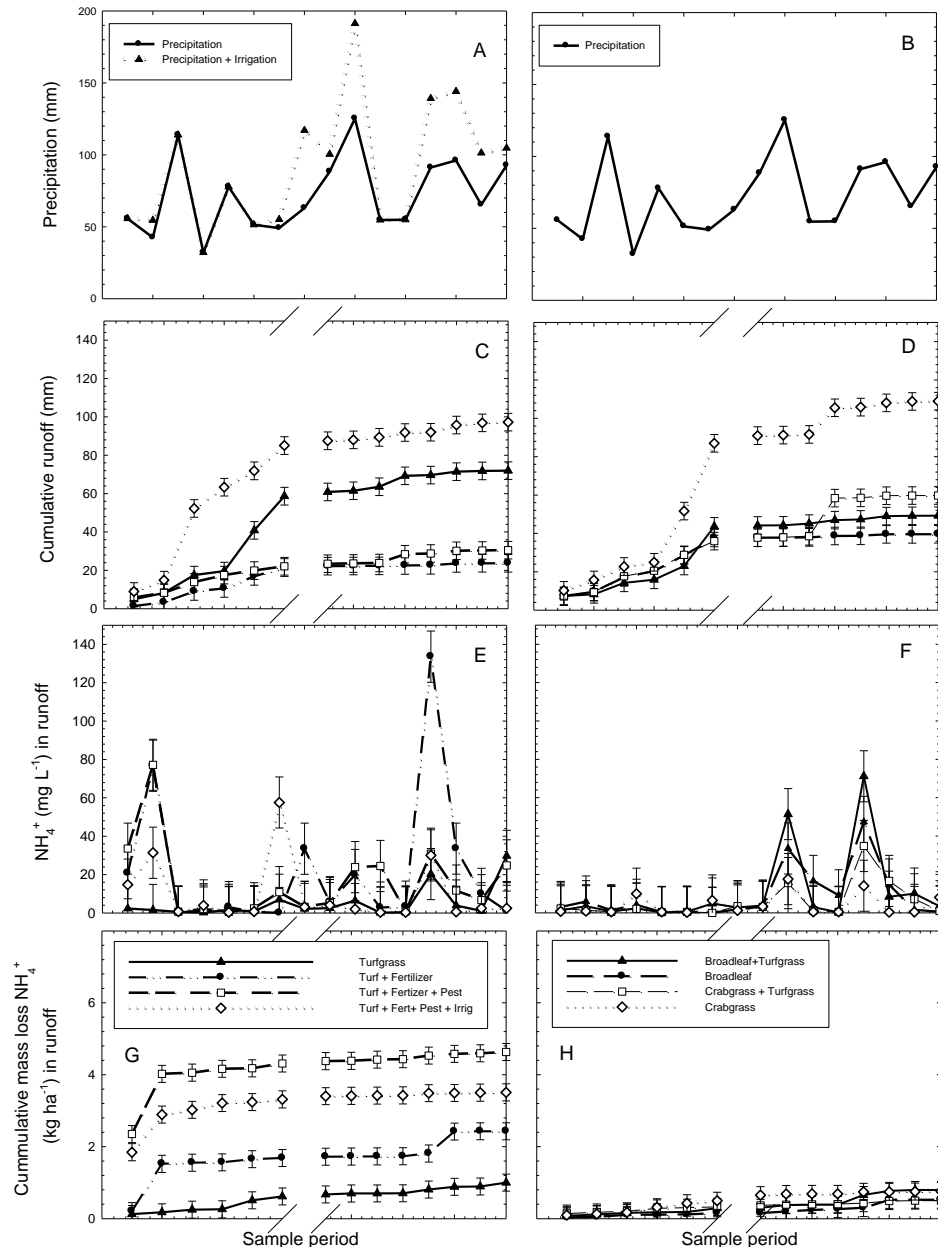 200
150
100
50
0
Precipitation (mm)
Precipitation
Precipitation + Irrigation
A
Precipitation
B
140
120
100
80
60
40
20
0
Cumulative runoff (mm)
C
D
140
120
100
80
60
40
20
0
NH4+ (mg L-1) in runoff
E
F
6
4
2
0
Cummulative mass loss NH4+
(kg ha-1) in runoff
Turfgrass
Turf + Fertilizer
Turf + Fertizer + Pest
Turf + Fert+ Pest + Irrig
G
Broadleaf+Turfgrass
Broadleaf
Crabgrass + Turfgrass
Crabgrass
H
Sample period
Sample period